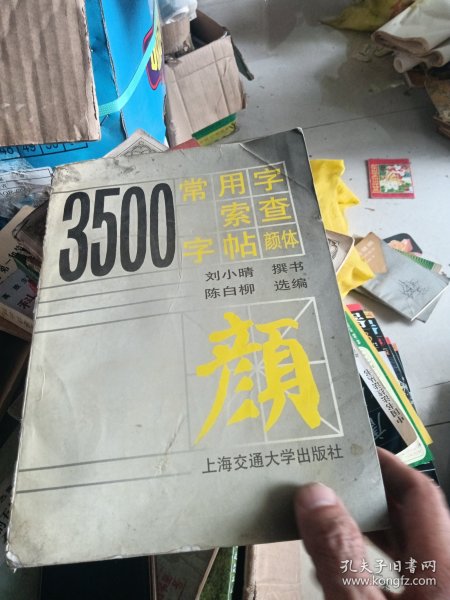 3500
常用字
索查
字帖 颜体
刘小晴 撰书
陈白柳 选编
顔
上海交通大学出版社
孔夫子旧书网
www.kongfz.com